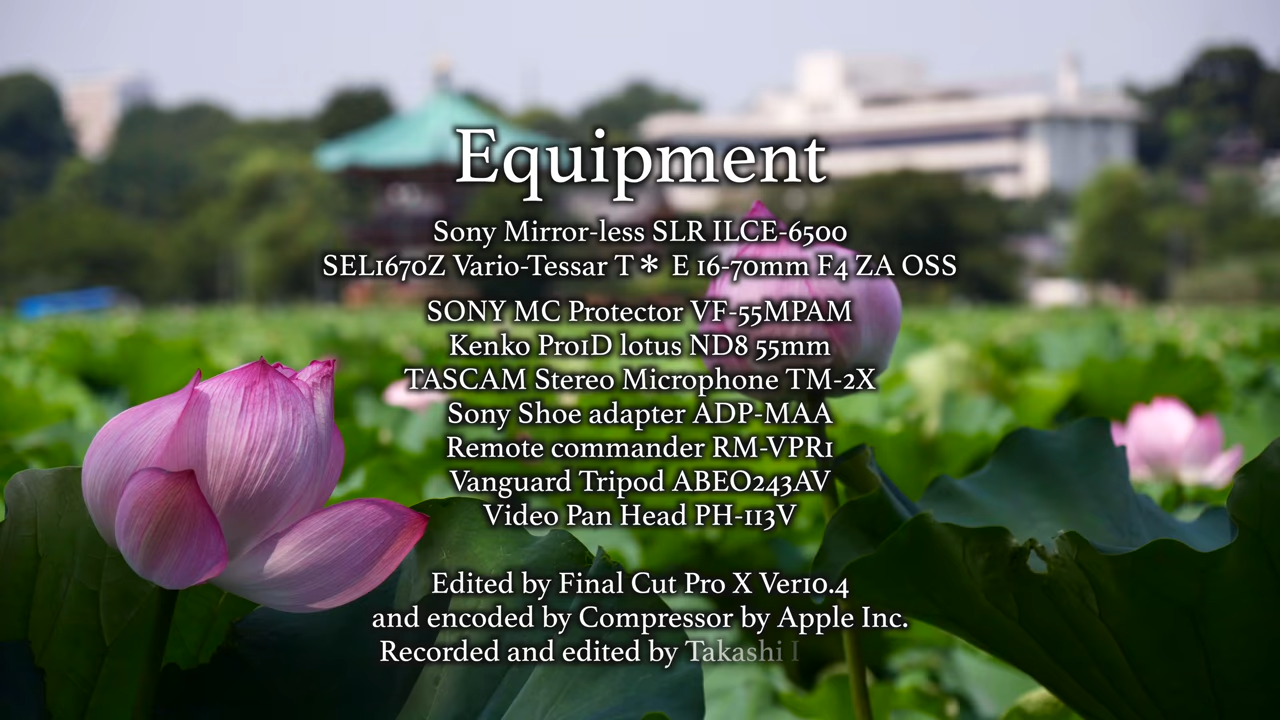 Equipment
Sony Mirror-less SLR ILCE-6500
SEL1670Z Vario-Tessar T＊ E 16-70mm F4 ZA OSS
SONY MC Protector VF-55MPAM
Kenko Pro1D lotus ND8 55mm
TASCAM Stereo Microphone TM-2X
Sony Shoe adapter ADP-MAA
Remote commander RM-VPR1
Vanguard Tripod ABEO243AV
Video Pan Head PH-113V
Edited by Final Cut Pro X Ver10.4
and encoded by Compressor by Apple Inc.
Recorded and edited by Takashi I